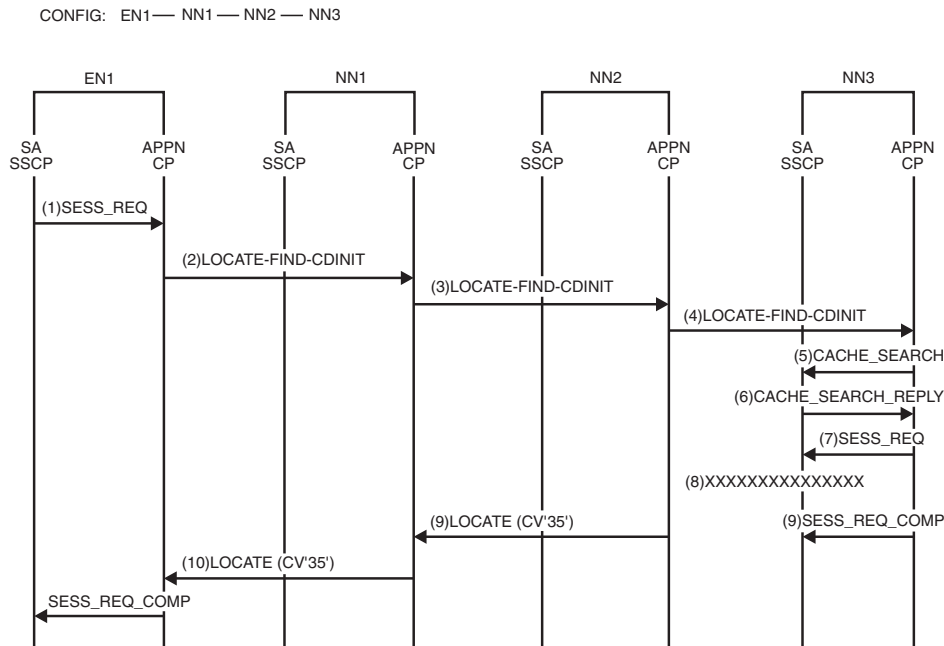 CONFIG: EN1 — NN1 — NN2 — NN3
EN1 NN1 NN2 NN3
SA SSCP APPN CP SA SSCP APPN CP SA SSCP APPN CP SA SSCP APPN CP
(1)SESS_REQ
(2)LOCATE-FIND-CDINIT
(3)LOCATE-FIND-CDINIT
(4)LOCATE-FIND-CDINIT
(5)CACHE_SEARCH
(6)CACHE_SEARCH_REPLY
(7)SESS_REQ
(8)XXXXXXXXXXXXXXX
(9)LOCATE (CV'35') (9)SESS_REQ_COMP
(10)LOCATE (CV'35')
SESS_REQ_COMP